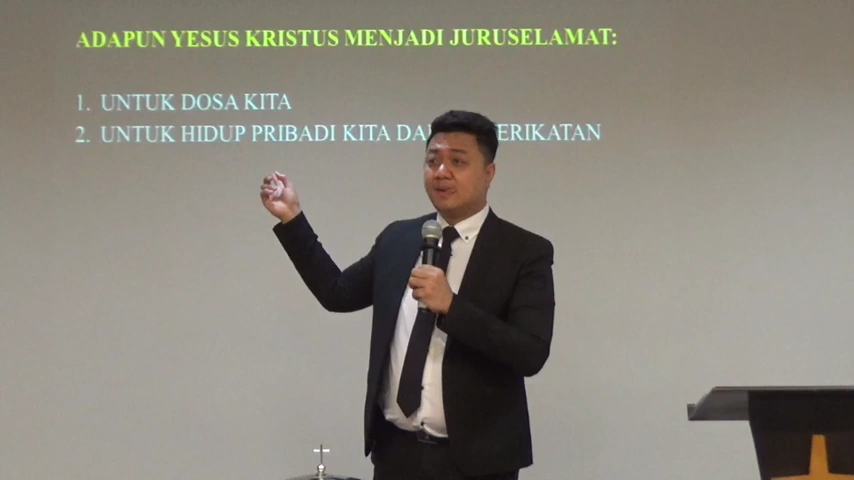 ADAPUN YESUS KRISTUS MENJADI JURUSELAMAT:
1. UNTUK DOSA KITA
2. UNTUK HIDUP PRIBADI KITA